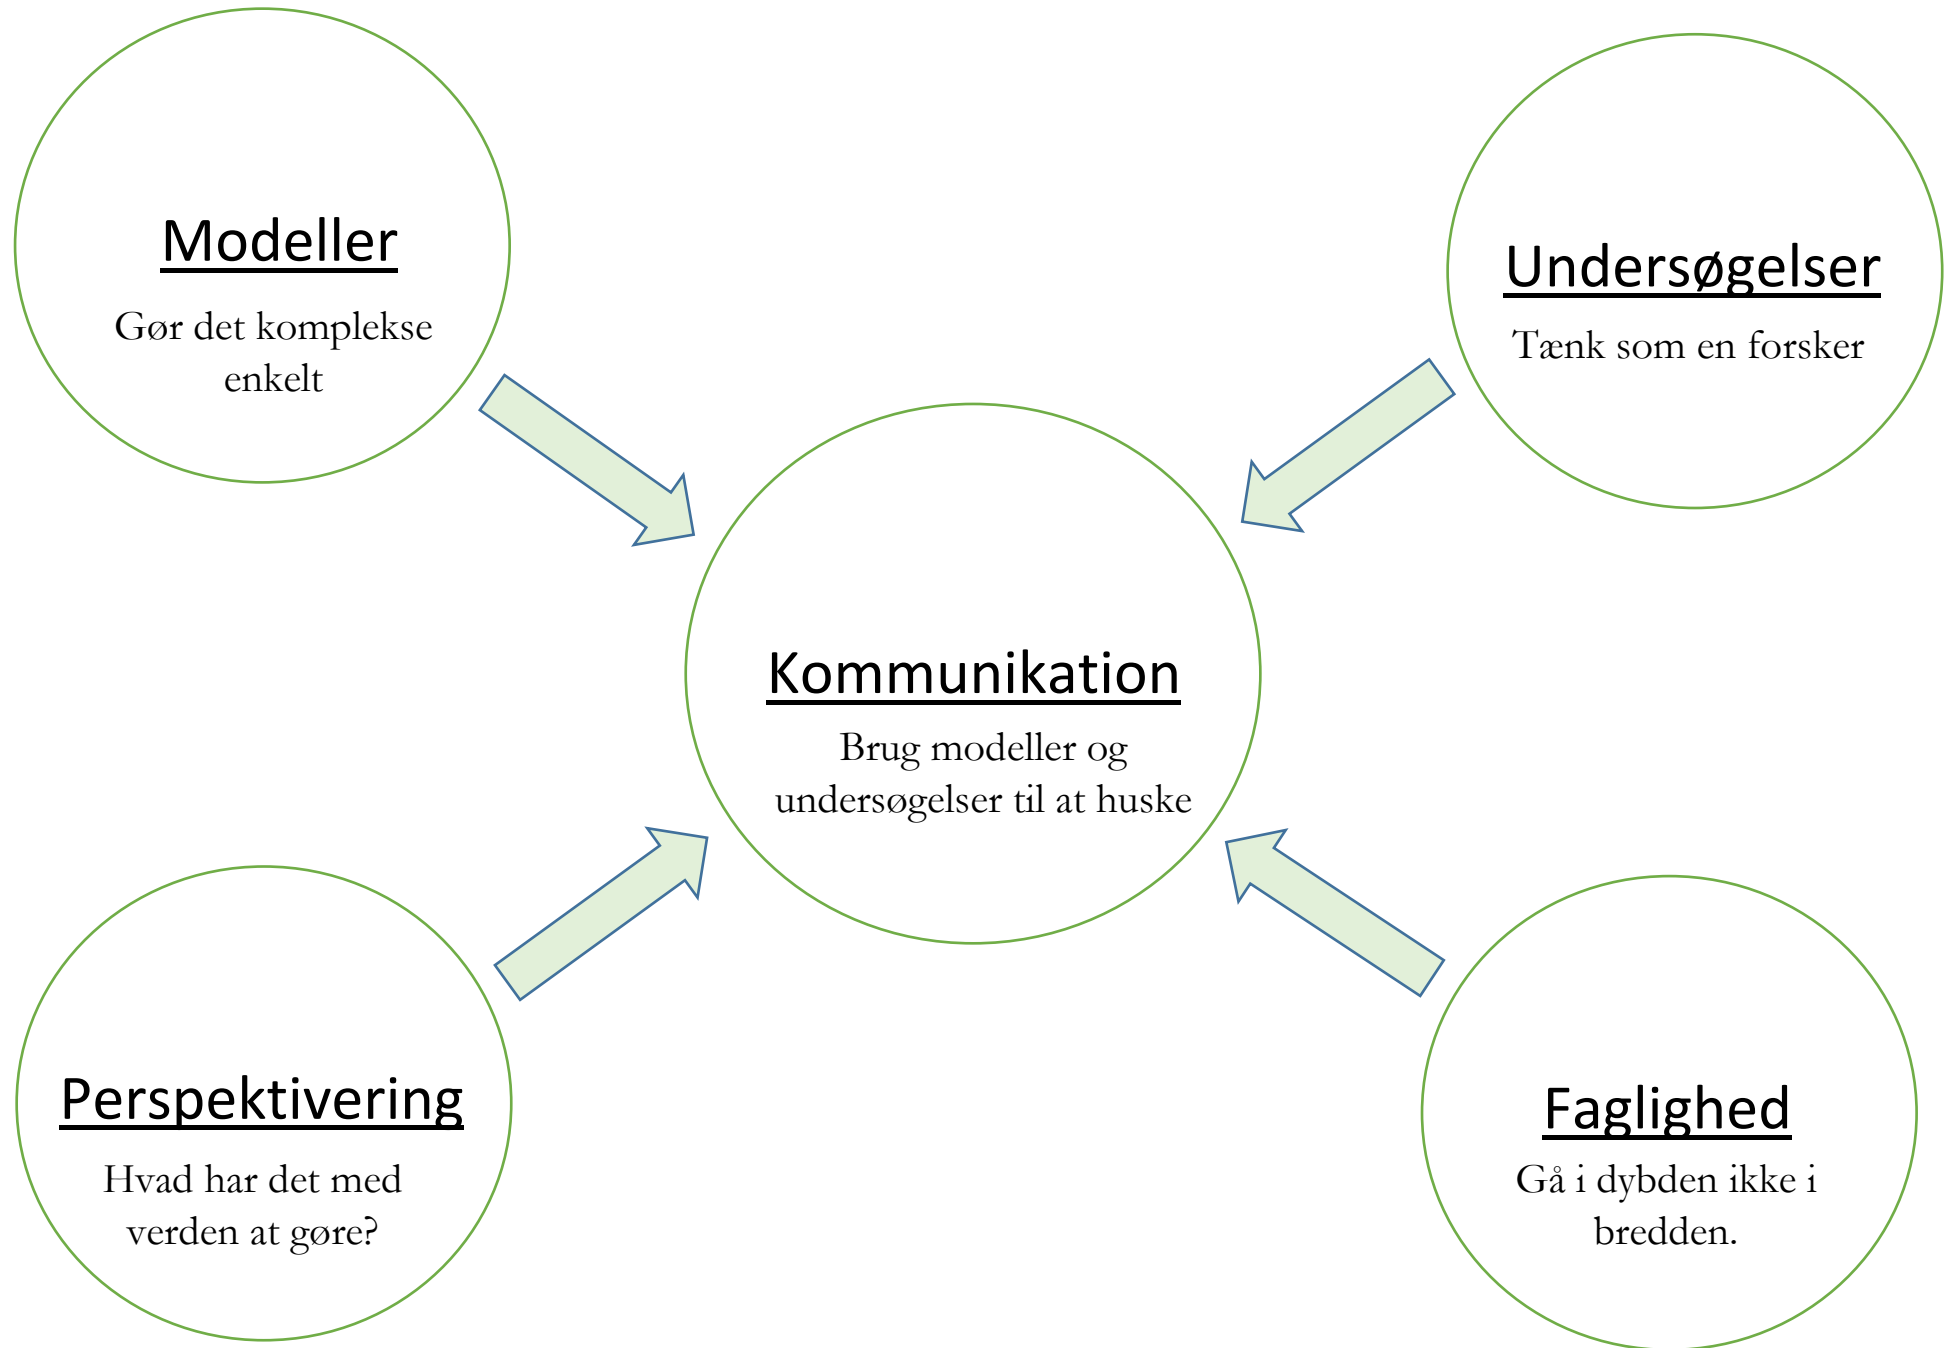 Modeller
Gør det komplekse
enkelt
Undersøgelser
Tænk som en forsker
Kommunikation
Brug modeller og
undersøgelser til at huske
Perspektivering
Hvad har det med
verden at gøre?
Faglighed
Gå i dybden ikke i
bredden.